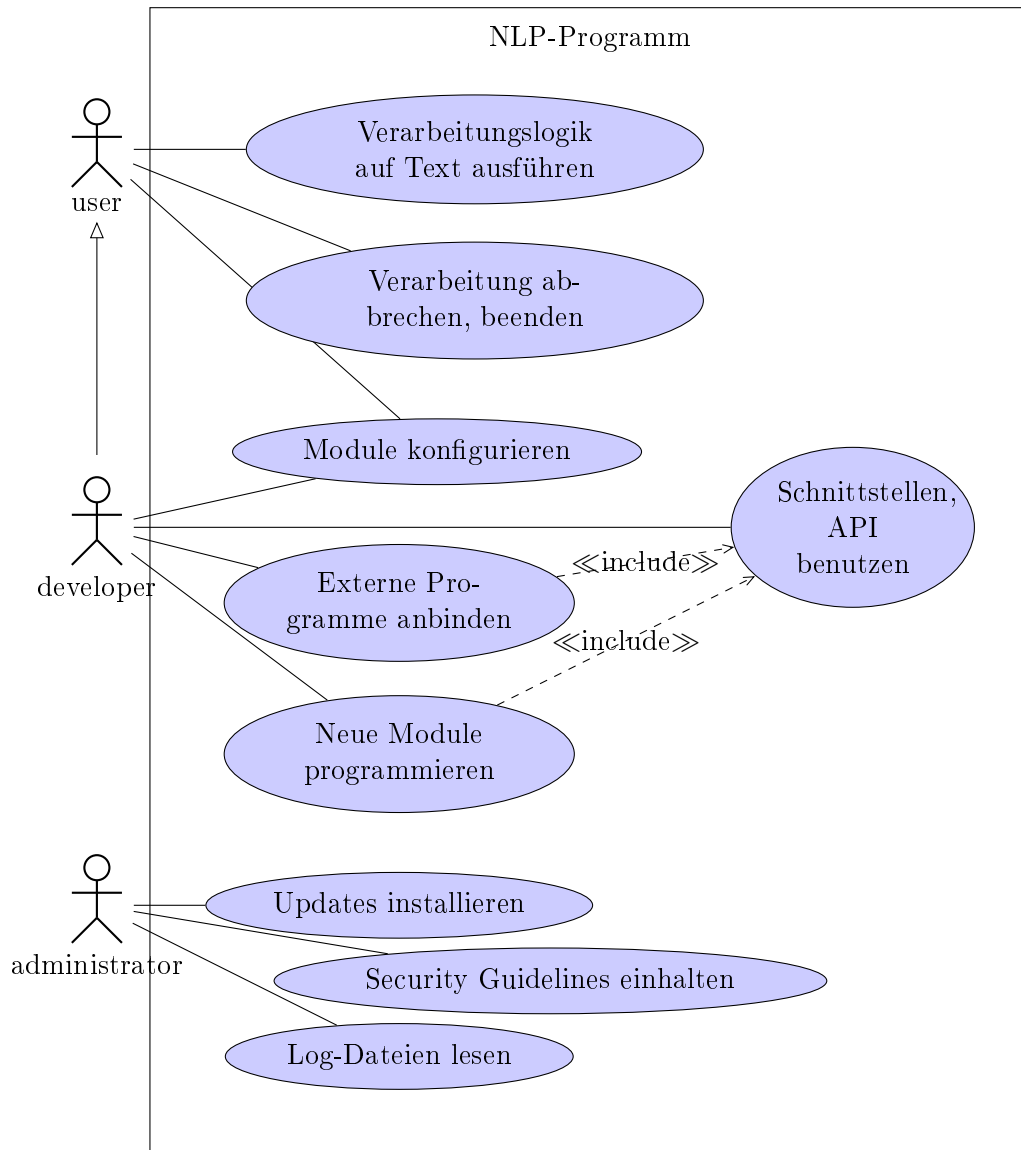 NLP-Programm
Verarbeitungslogik
auf Text ausführen
user
Verarbeitung ab-
brechen, beenden
Module konfigurieren
Schnittstellen,
API
benutzen
developer
≪include≫
Externe Pro-
gramme anbinden
≪include≫
Neue Module
programmieren
Updates installieren
administrator
Security Guidelines einhalten
Log-Dateien lesen